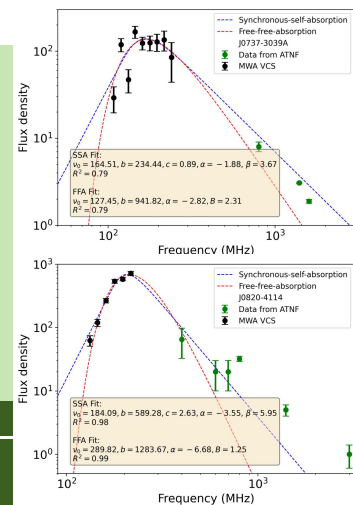 Synchronous-self-absorption
Free-free-absorption
J0737-3039A
Data from ATNF
MWA VCS
Flux density
10²
10¹
10⁰
SSA Fit:
ν₀ = 164.51, b = 234.44, c = 0.89, α = −1.88, β = 3.67
R² = 0.79
FFA Fit:
ν₀ = 127.45, b = 941.82, α = −2.82, B = 2.31
R² = 0.79
10² 10³
Frequency (MHz)
Synchronous-self-absorption
Free-free-absorption
J0820-4114
Data from ATNF
MWA VCS
Flux density
10³
10²
10¹
10⁰
SSA Fit:
ν₀ = 184.09, b = 589.28, c = 2.63, α = −3.55, β = 5.95
R² = 0.98
FFA Fit:
ν₀ = 289.82, b = 1283.67, α = −6.68, B = 1.25
R² = 0.99
10² 10³
Frequency (MHz)